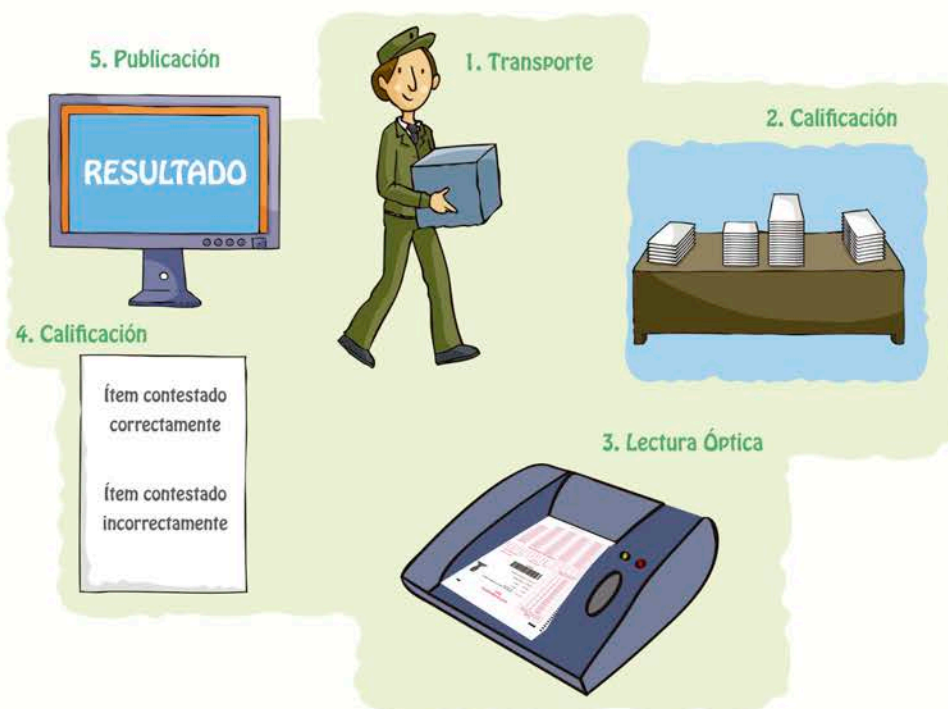 5. Publicación
1. Transporte
2. Calificación
RESULTADO
4. Calificación
Ítem contestado
correctamente
Ítem contestado
incorrectamente
3. Lectura Óptica